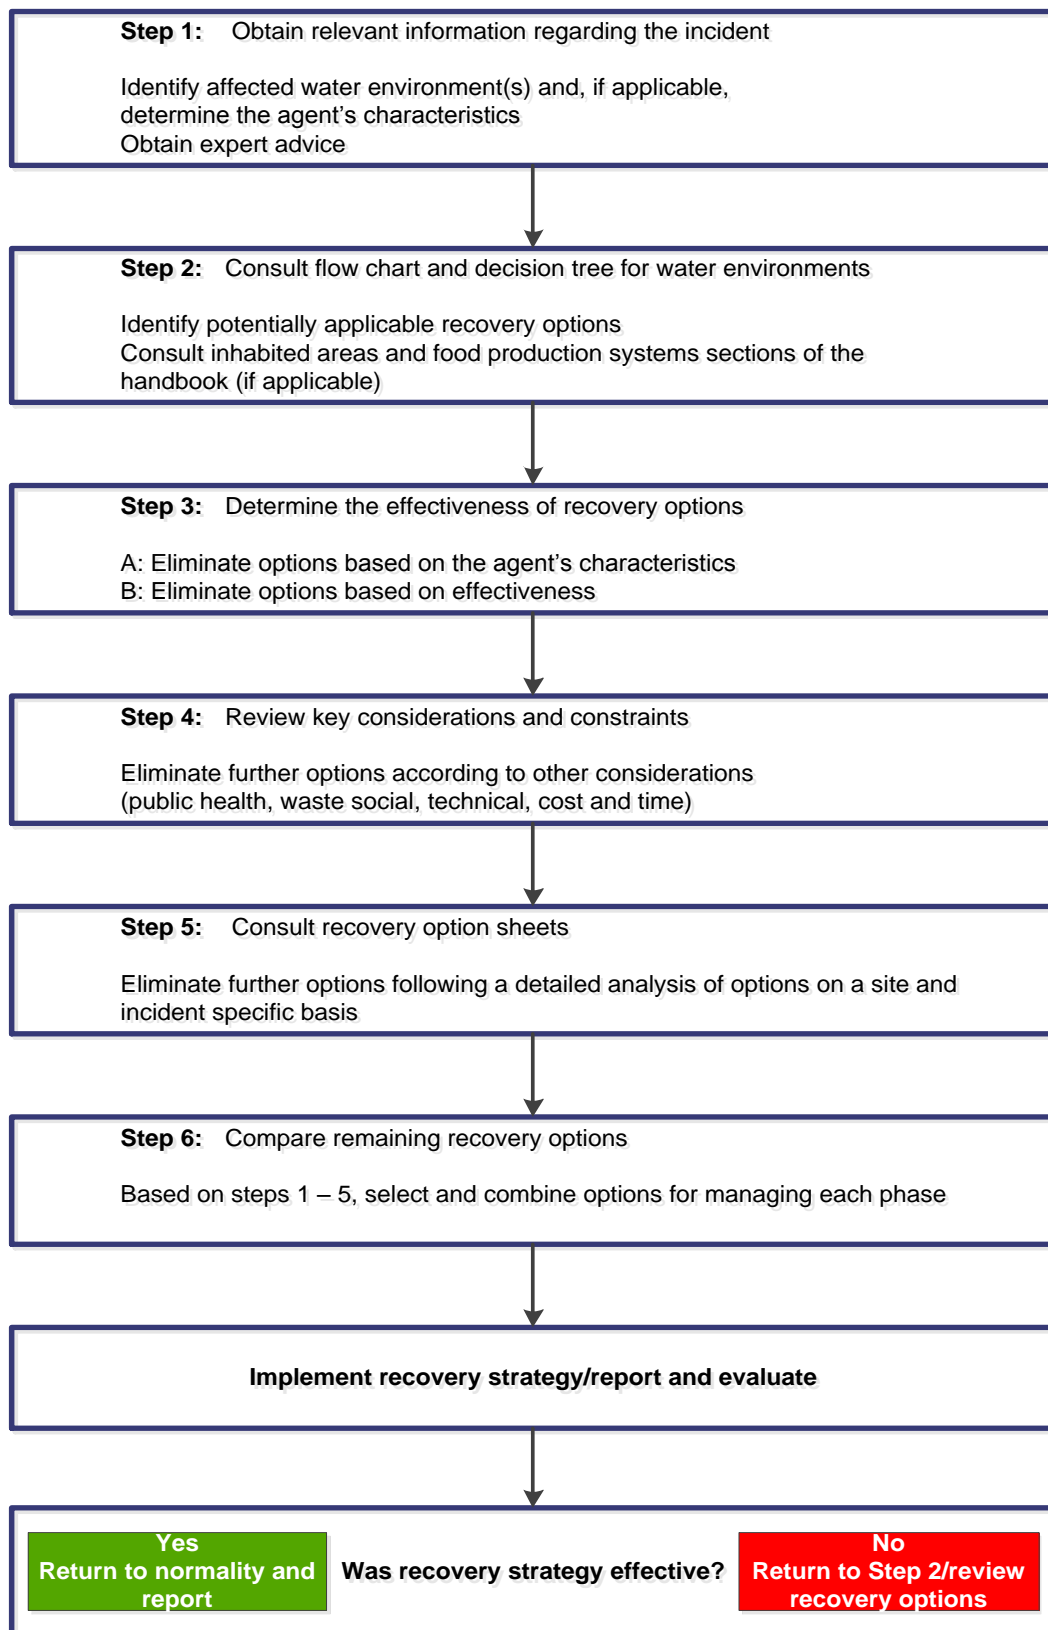 Step 1: Obtain relevant information regarding the incident
Identify affected water environment(s) and, if applicable,
determine the agent's characteristics
Obtain expert advice
Step 2: Consult flow chart and decision tree for water environments
Identify potentially applicable recovery options
Consult inhabited areas and food production systems sections of the
handbook (if applicable)
Step 3: Determine the effectiveness of recovery options
A: Eliminate options based on the agent's characteristics
B: Eliminate options based on effectiveness
Step 4: Review key considerations and constraints
Eliminate further options according to other considerations
(public health, waste social, technical, cost and time)
Step 5: Consult recovery option sheets
Eliminate further options following a detailed analysis of options on a site and
incident specific basis
Step 6: Compare remaining recovery options
Based on steps 1 – 5, select and combine options for managing each phase
Implement recovery strategy/report and evaluate
Yes
Return to normality and
report
Was recovery strategy effective?
No
Return to Step 2/review
recovery options